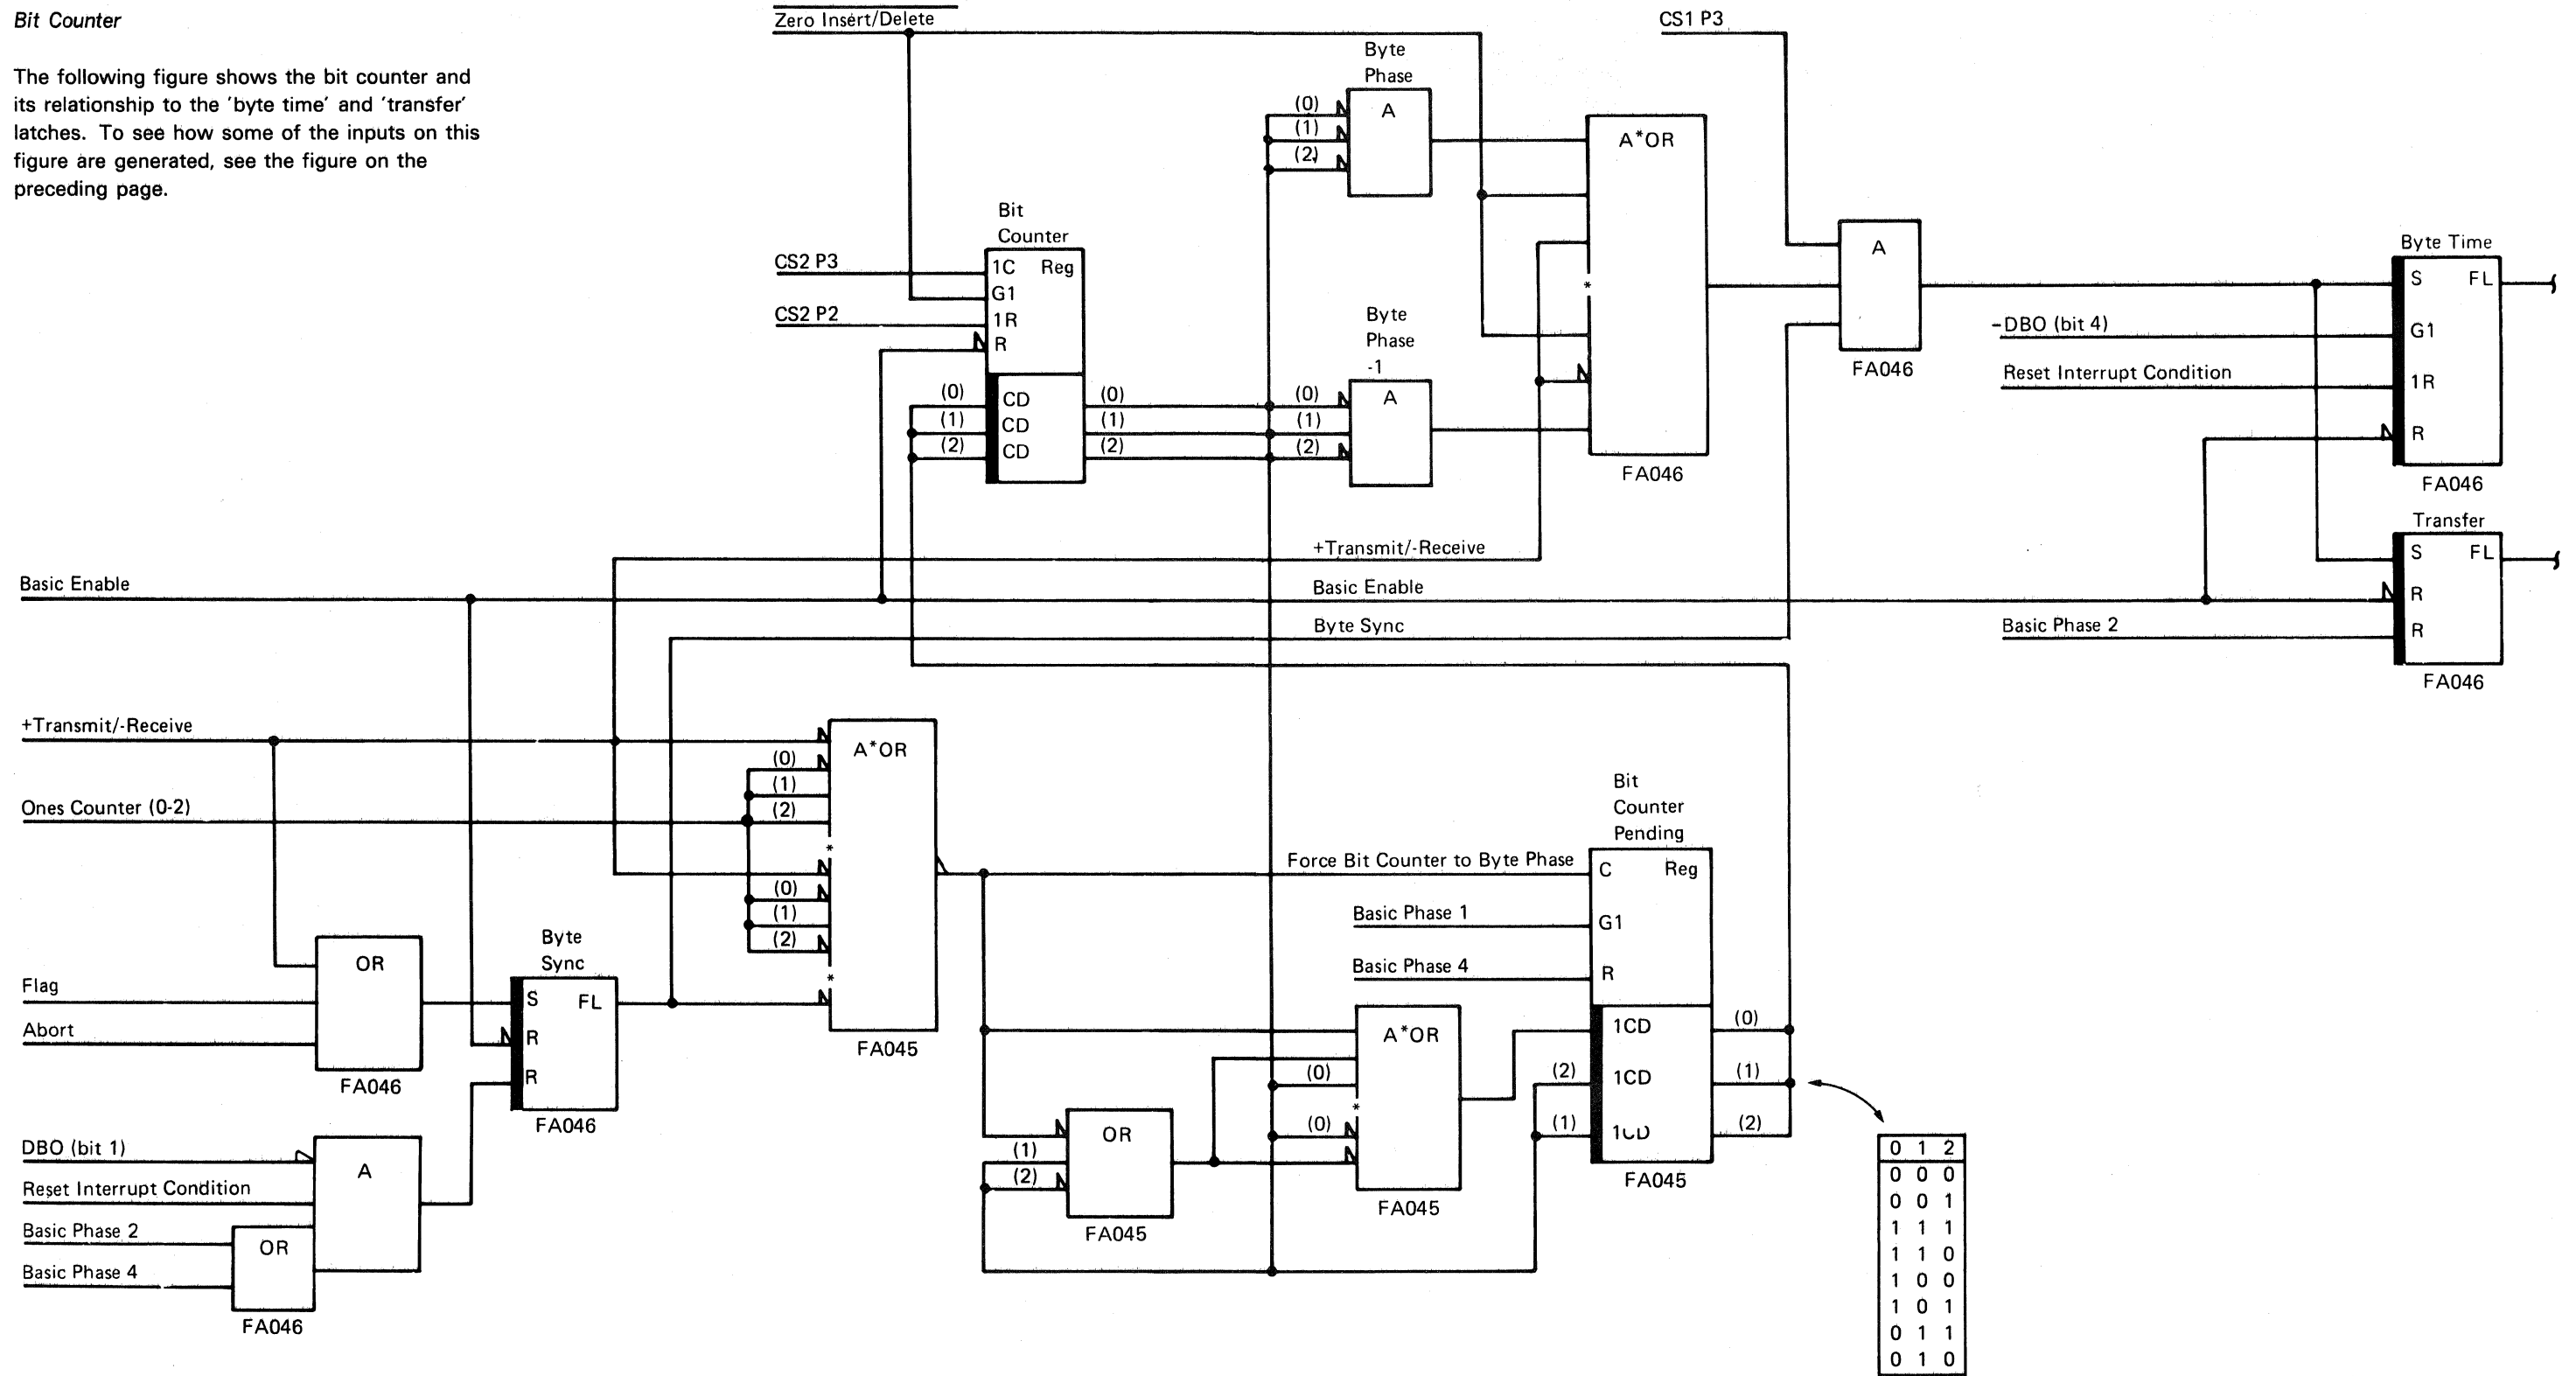 Bit Counter
The following figure shows the bit counter and
its relationship to the 'byte time' and 'transfer'
latches. To see how some of the inputs on this
figure are generated, see the figure on the
preceding page.
Zero Insert/Delete
CS1 P3
Byte
Phase
(0)
(1)
(2)
A
A*OR
*
FA046
Bit
Counter
CS2 P3
CS2 P2
1C Reg
G1
1R
R
(0) CD (0)
(1) CD (1)
(2) CD (2)
Byte
Phase
-1
(0)
(1)
(2)
A
A
FA046
Byte Time
S FL
-DBO (bit 4)
G1
Reset Interrupt Condition
1R
R
FA046
Transfer
S FL
R
Basic Phase 2
R
FA046
+Transmit/-Receive
Basic Enable
Basic Enable
Byte Sync
+Transmit/-Receive
Ones Counter (0-2)
A*OR
(0)
(1)
(2)
*
(0)
(1)
(2)
*
FA045
Flag
Abort
OR
FA046
Byte
Sync
S FL
R
R
FA046
DBO (bit 1)
Reset Interrupt Condition
Basic Phase 2
Basic Phase 4
A
OR
FA046
Bit
Counter
Pending
Force Bit Counter to Byte Phase
C Reg
Basic Phase 1
G1
Basic Phase 4
R
1CD (0)
(2) 1CD (1)
(1) 1CD (2)
FA045
A*OR
(0)
*
(0)
FA045
(1)
(2)
OR
FA045
0 1 2
0 0 0
0 0 1
1 1 1
1 1 0
1 0 0
1 0 1
0 1 1
0 1 0